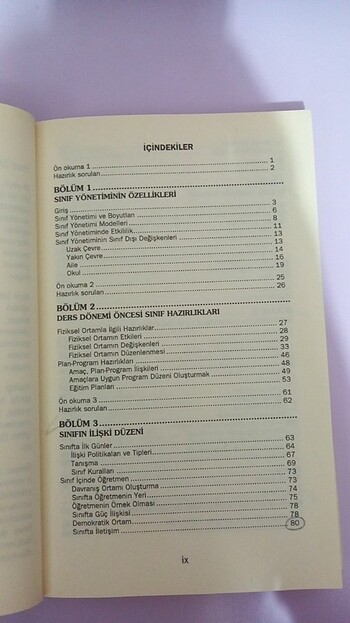 İÇİNDEKİLER
Ön okuma 1 ........ 1
Hazırlık soruları ........ 2
BÖLÜM 1 ........
SINIF YÖNETİMİNİN ÖZELLİKLERİ
Giriş ........ 3
Sınıf Yönetimi ve Boyutları ........ 6
Sınıf Yönetimi Modelleri ........ 8
Sınıf Yönetiminde Etkililik ........ 11
Sınıf Yönetiminin Sınıf Dışı Değişkenleri ........ 13
Uzak Çevre ........ 13
Yakın Çevre ........ 14
Aile ........ 16
Okul ........ 19
Ön okuma 2 ........ 25
Hazırlık soruları ........ 26
BÖLÜM 2 ........
DERS DÖNEMİ ÖNCESİ SINIF HAZIRLIKLARI
Fiziksel Ortamla İlgili Hazırlıklar ........ 27
Fiziksel Ortamın Etkileri ........ 28
Fiziksel Ortamın Değişkenleri ........ 29
Fiziksel Ortamın Düzenlenmesi ........ 33
Plan-Program Hazırlıkları ........ 46
Amaç, Plan-Program İlişkileri ........ 48
Amaçlara Uygun Program Düzeni Oluşturmak ........ 49
Eğitim Planları ........ 53
Ön okuma 3 ........ 61
Hazırlık soruları ........ 62
BÖLÜM 3 ........
SINIFIN İLİŞKİ DÜZENİ
Sınıfta İlk Günler ........ 63
İlişki Politikaları ve Tipleri ........ 64
Tanışma ........ 67
Sınıf Kuralları ........ 69
Sınıf İçinde Öğretmen ........ 73
Davranış Ortamı Oluşturma ........ 73
Sınıfta Öğretmenin Yeri ........ 74
Öğretmenin Örnek Olması ........ 75
Sınıfta Güç İlişkisi ........ 78
Demokratik Ortam ........ 78
Sınıfta İletişim ........ 80
ix